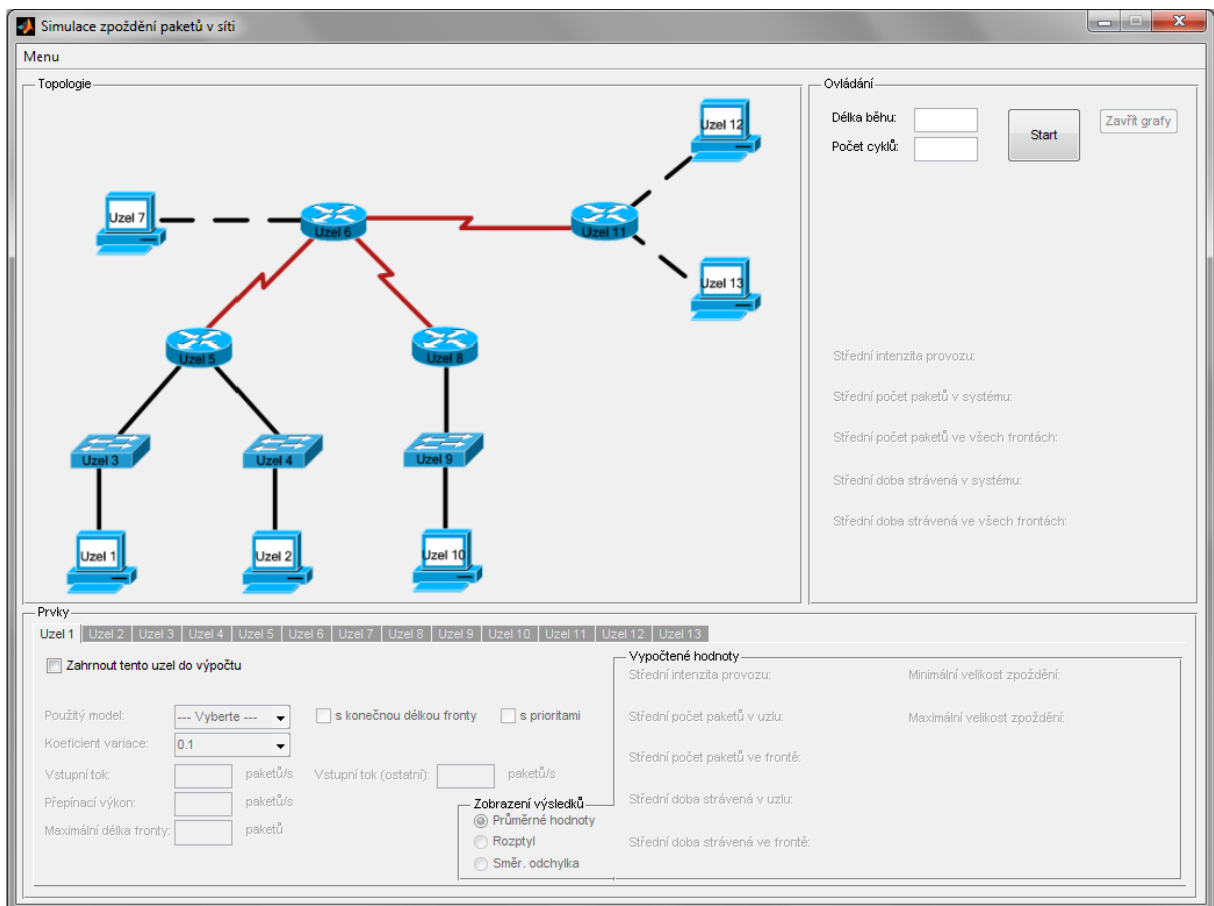 Simulace zpoždění paketů v síti
Menu
Topologie
Uzel 12
Uzel 7
Uzel 6
Uzel 11
Uzel 13
Uzel 5
Uzel 8
Uzel 3
Uzel 4
Uzel 9
Uzel 1
Uzel 2
Uzel 10
Ovládání
Délka běhu:
Počet cyklů:
Start
Zavřít grafy
Střední intenzita provozu:
Střední počet paketů v systému:
Střední počet paketů ve všech frontách:
Střední doba strávená v systému:
Střední doba strávená ve všech frontách:
Prvky
Uzel 1 Uzel 2 Uzel 3 Uzel 4 Uzel 5 Uzel 6 Uzel 7 Uzel 8 Uzel 9 Uzel 10 Uzel 11 Uzel 12 Uzel 13
Zahrnout tento uzel do výpočtu
Použitý model: --- Vyberte --- s konečnou délkou fronty s prioritami
Koeficient variace: 0.1
Vstupní tok: paketů/s Vstupní tok (ostatní): paketů/s
Přepínací výkon: paketů/s
Maximální délka fronty: paketů
Zobrazení výsledků
Průměrné hodnoty
Rozptyl
Směr. odchylka
Vypočtené hodnoty
Střední intenzita provozu: Minimální velikost zpoždění:
Střední počet paketů v uzlu: Maximální velikost zpoždění:
Střední počet paketů ve frontě:
Střední doba strávená v uzlu:
Střední doba strávená ve frontě: